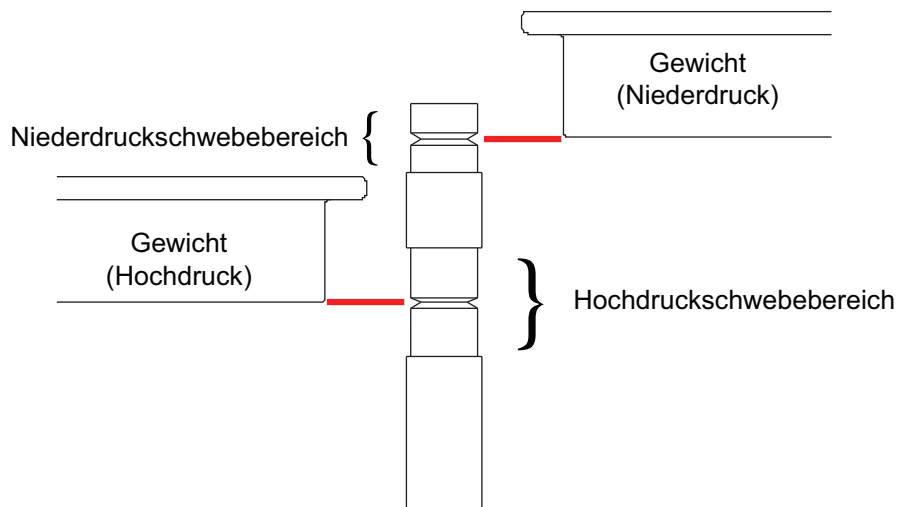 Gewicht
(Niederdruck)
Niederdruckschwebebereich
Gewicht
(Hochdruck)
Hochdruckschwebebereich